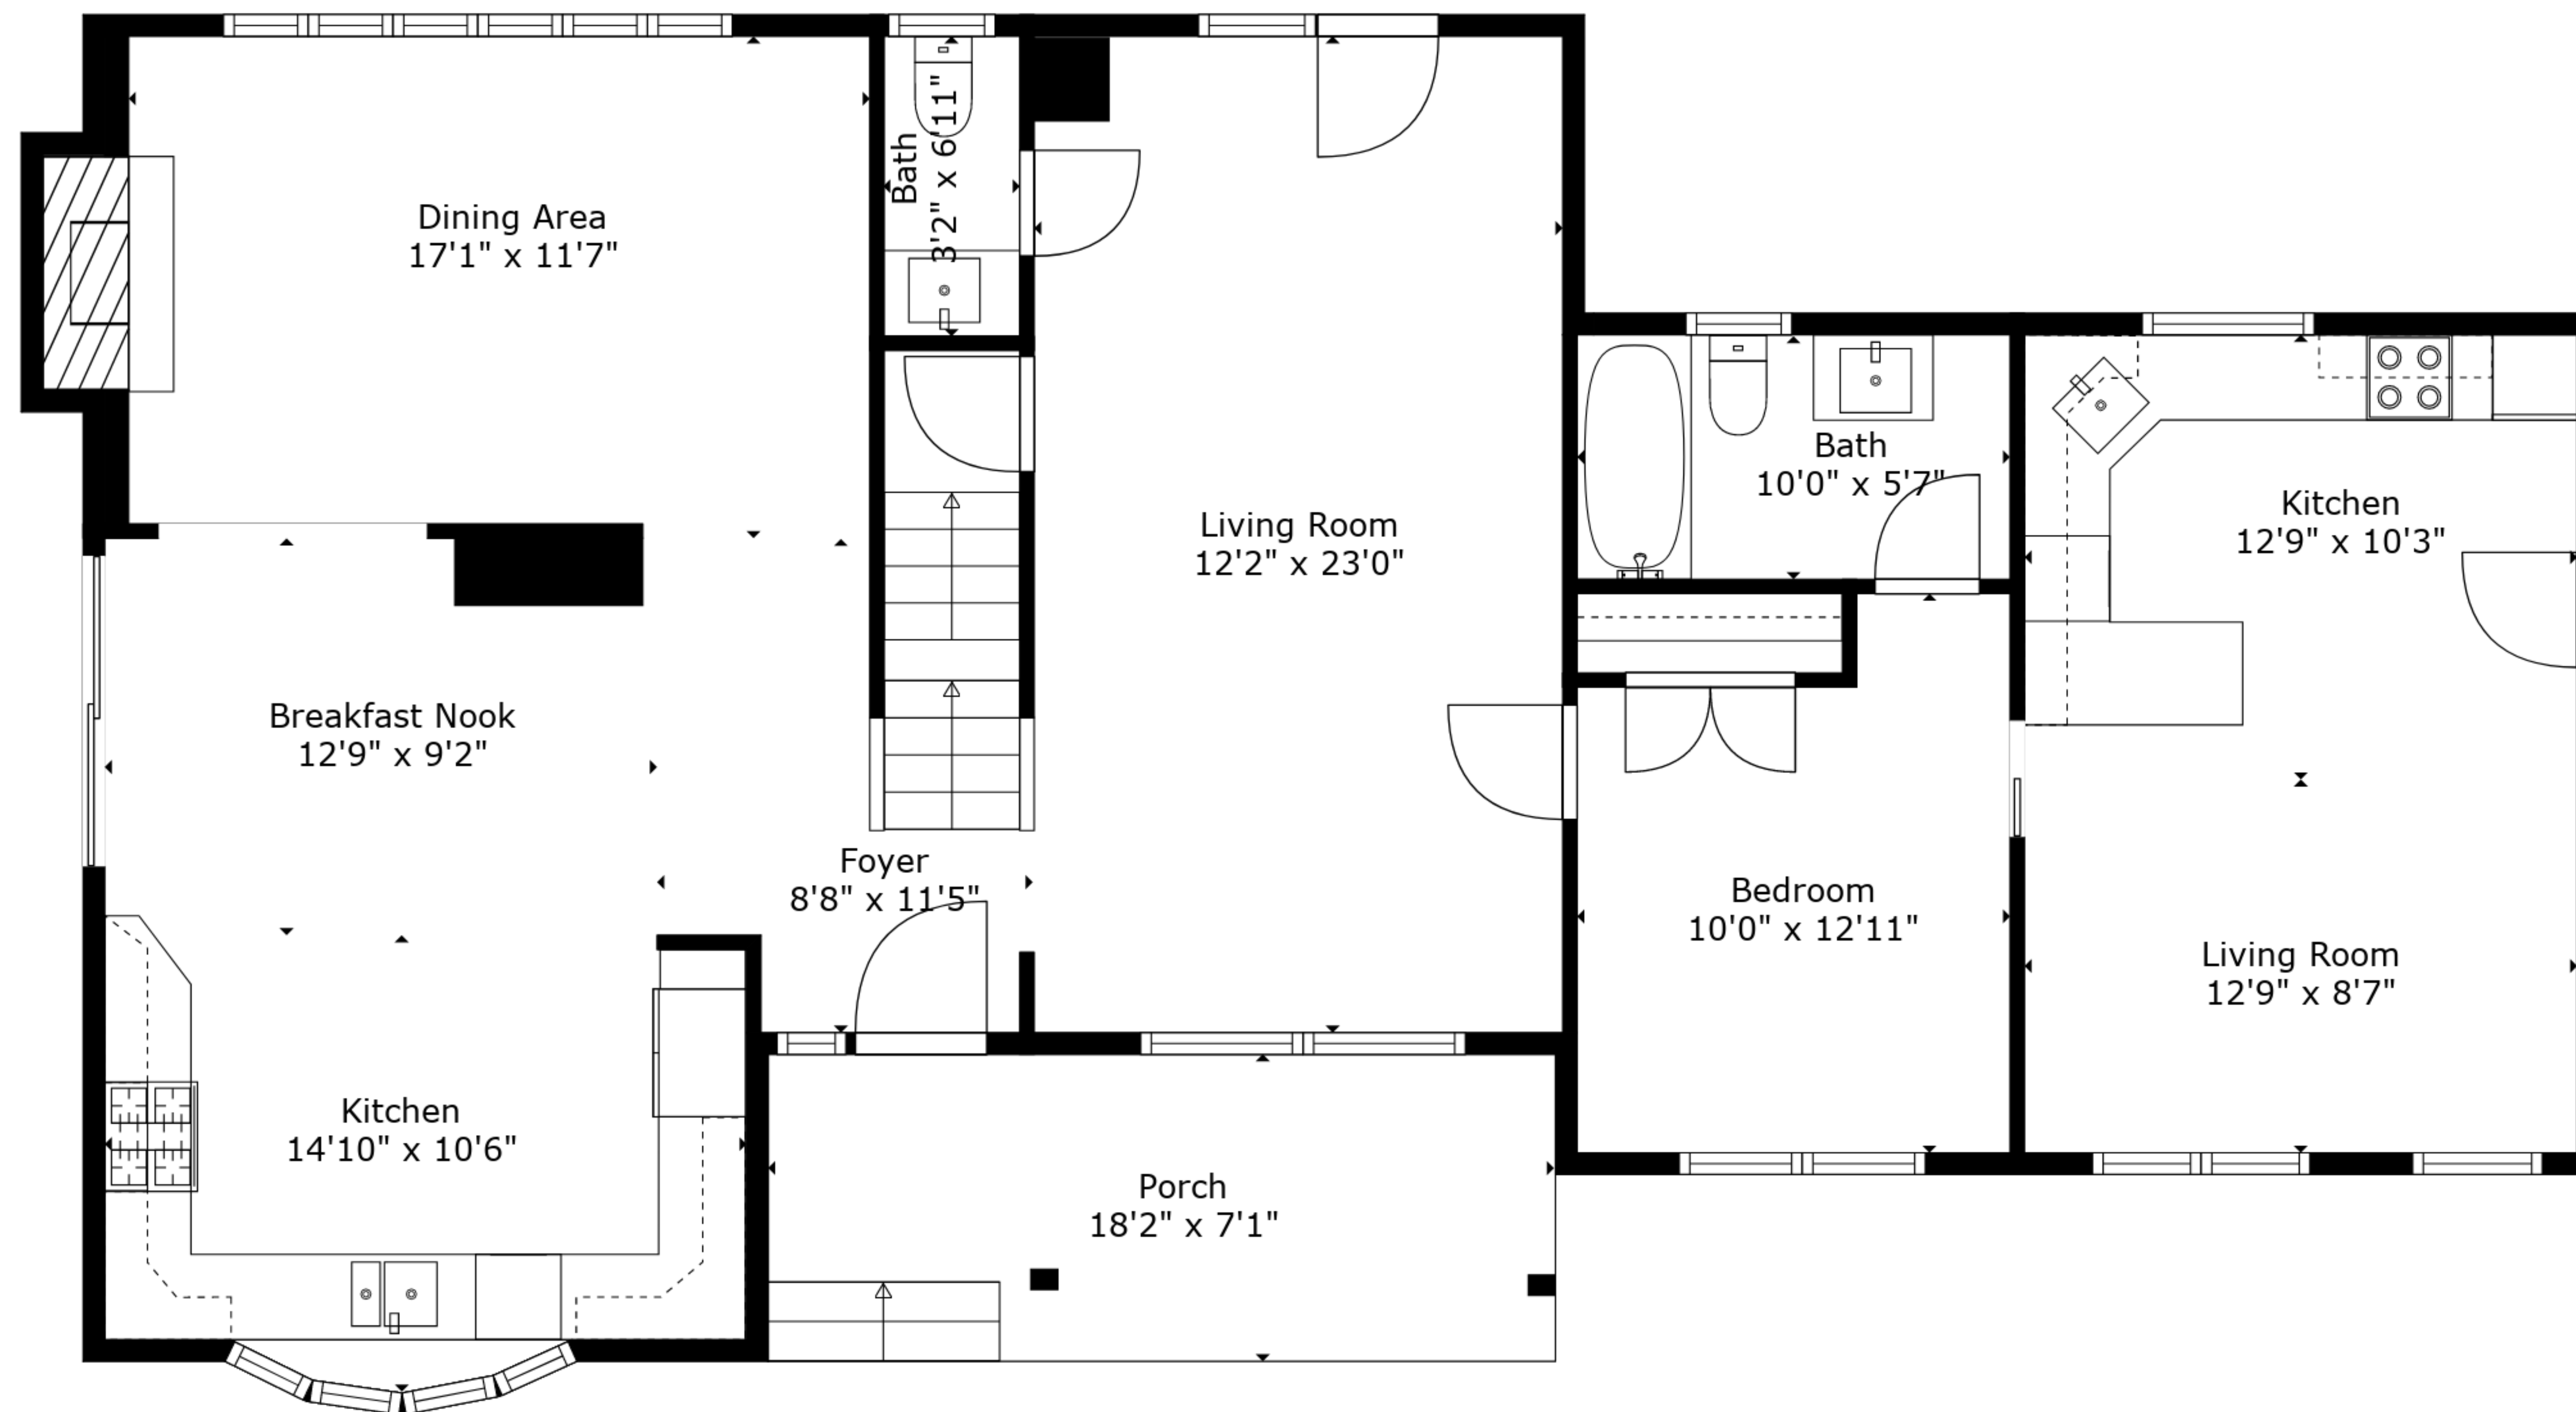 Dining Area
17'1" x 11'7"
Bath
3'2" x 6'11"
Living Room
12'2" x 23'0"
Bath
10'0" x 5'7"
Kitchen
12'9" x 10'3"
Breakfast Nook
12'9" x 9'2"
Foyer
8'8" x 11'5"
Bedroom
10'0" x 12'11"
Living Room
12'9" x 8'7"
Kitchen
14'10" x 10'6"
Porch
18'2" x 7'1"